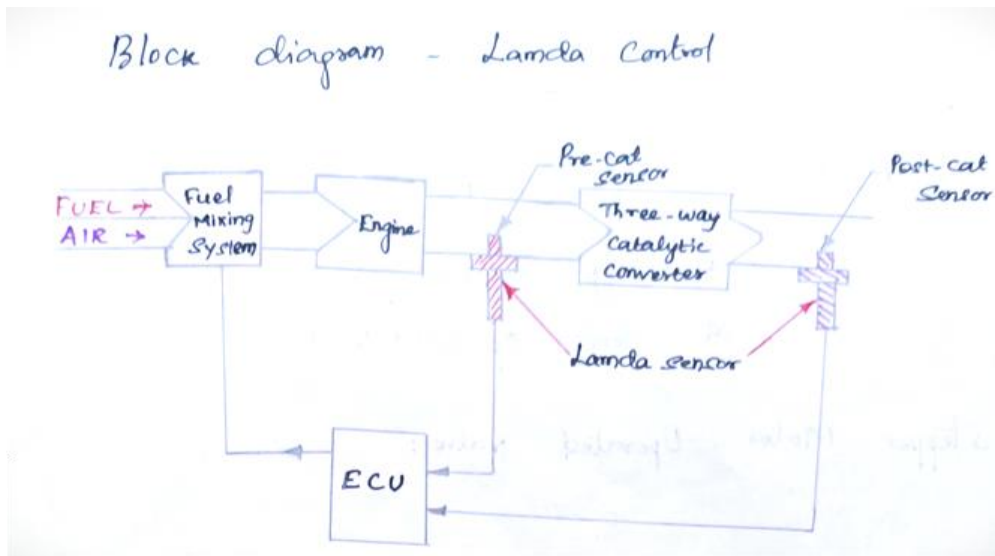 Block diagram - Lamda Control
Pre-cat
sensor
Post-cat
Sensor
FUEL →
AIR →
Fuel
Mixing
System
Engine
Three-way
Catalytic
Converter
Lamda sensor
ECU